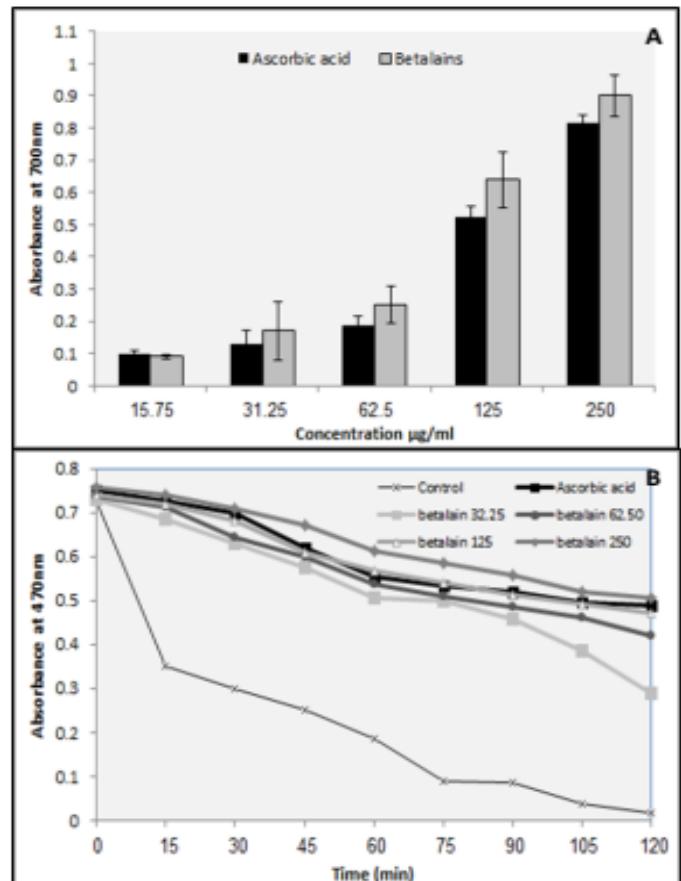 A
Ascorbic acid Betalains
Absorbance at 700nm
1.1
1
0.9
0.8
0.7
0.6
0.5
0.4
0.3
0.2
0.1
0
15.75 31.25 62.5 125 250
Concentration µg/ml
B
Control Ascorbic acid
betalain 32.25 betalain 62.50
betalain 125 betalain 250
Absorbance at 470nm
0.8
0.7
0.6
0.5
0.4
0.3
0.2
0.1
0
0 15 30 45 60 75 90 105 120
Time (min)